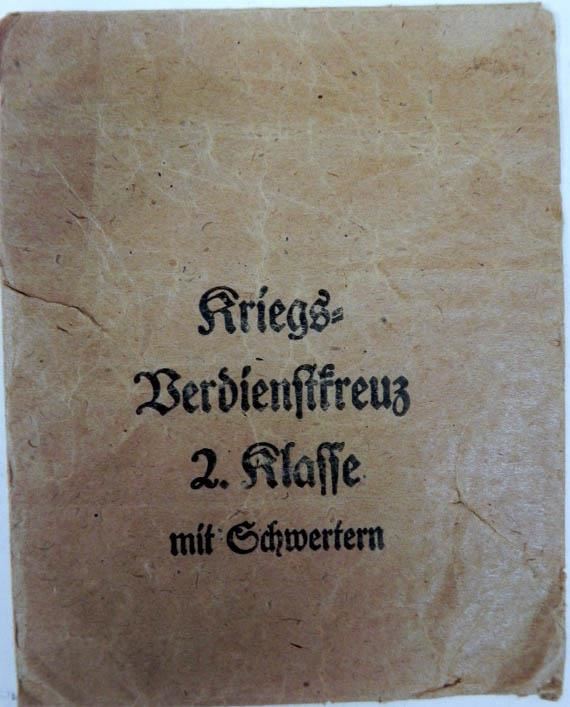 Kriegs-
Verdienstkreuz
2. Klasse
mit Schwertern